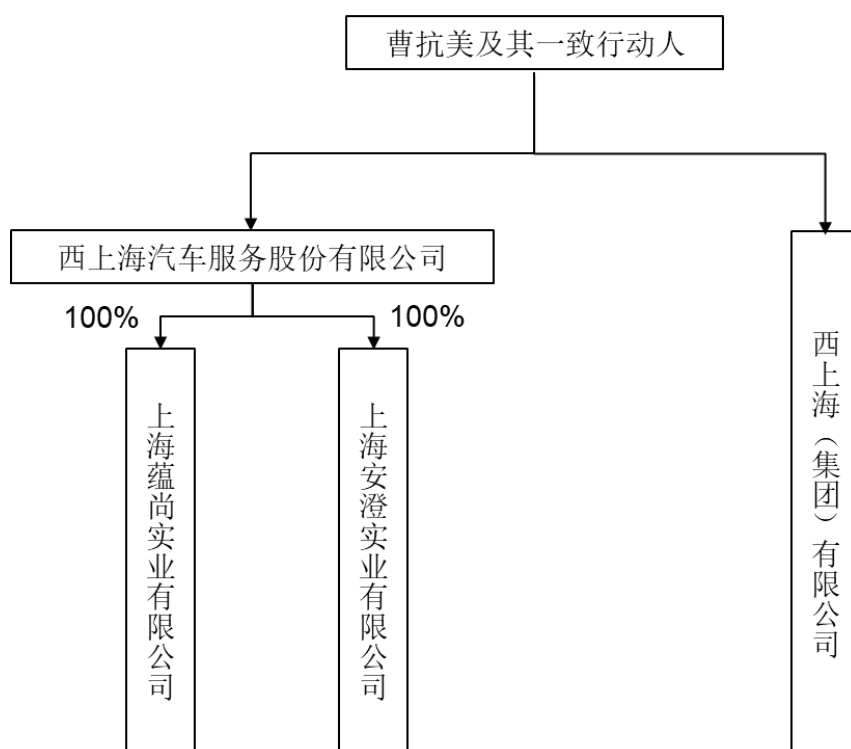 曹抗美及其一致行动人
西上海汽车服务股份有限公司
100%
100%
上海蕴尚实业有限公司
上海安澄实业有限公司
西上海（集团）有限公司